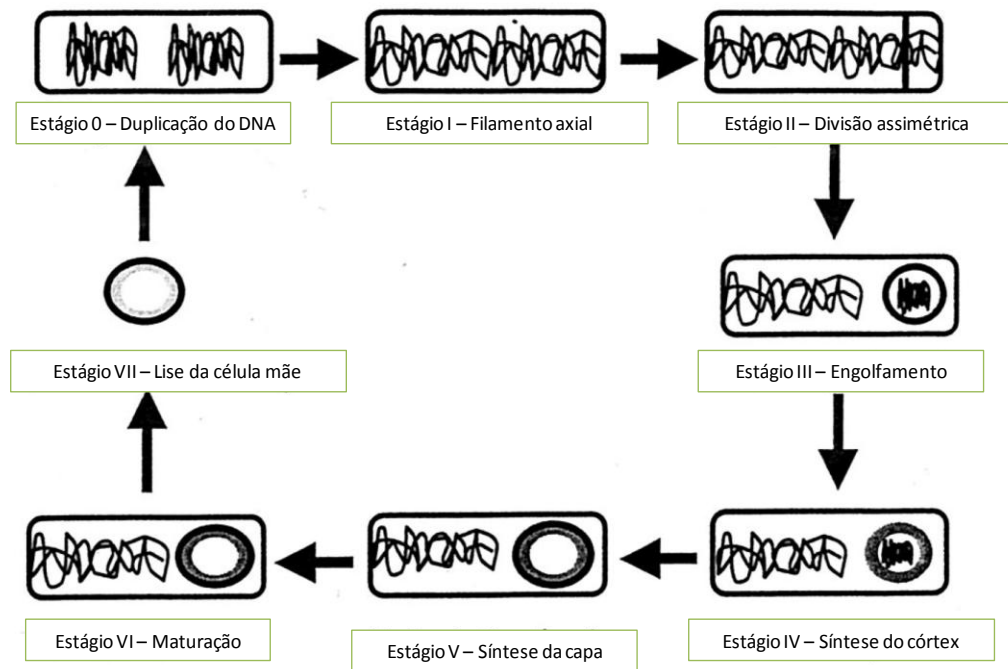 Estágio 0 – Duplicação do DNA
Estágio I – Filamento axial
Estágio II – Divisão assimétrica
Estágio VII – Lise da célula mãe
Estágio III – Engolfamento
Estágio VI – Maturação
Estágio V – Síntese da capa
Estágio IV – Síntese do córtex